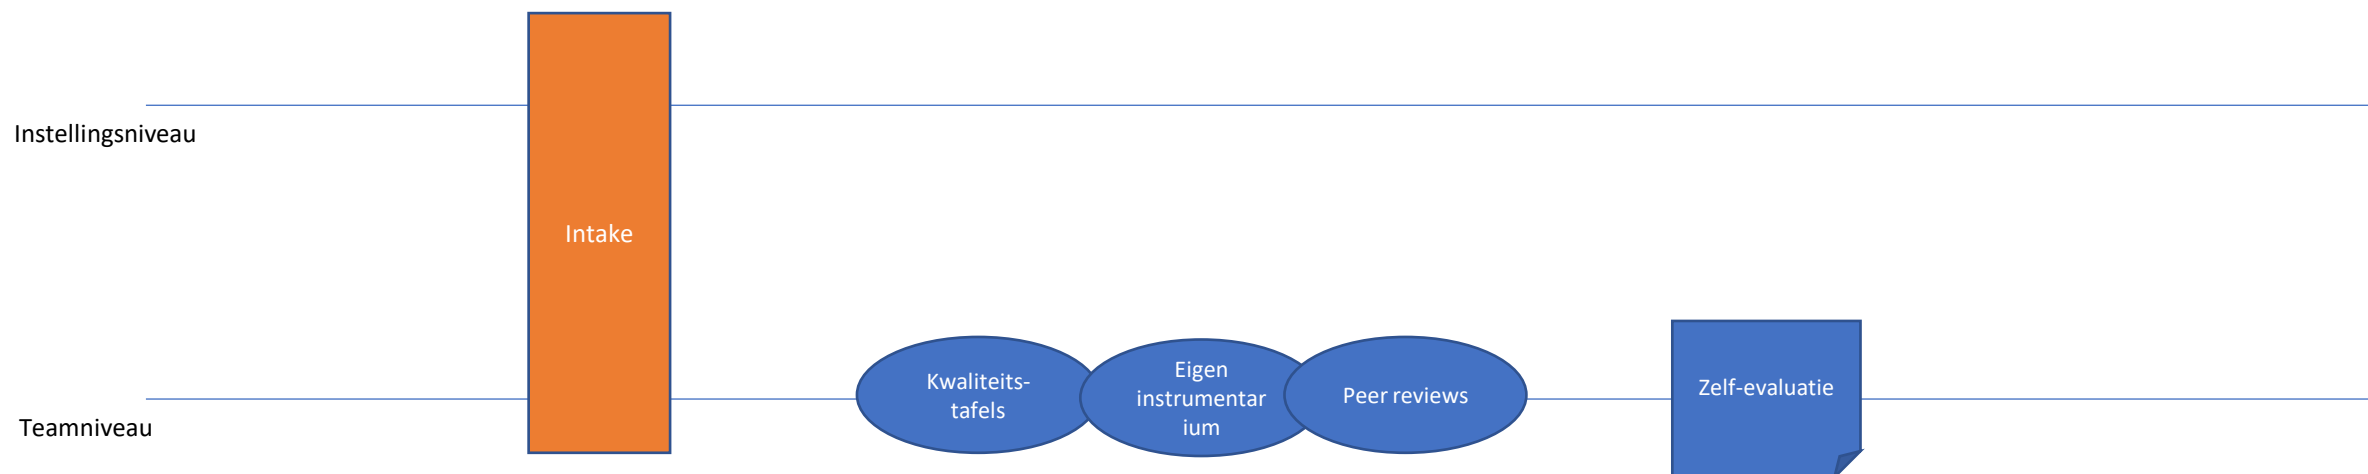 Instellingsniveau
Intake
Kwaliteits-
tafels
Eigen
instrumentar
ium
Peer reviews
Zelf-evaluatie
Teamniveau